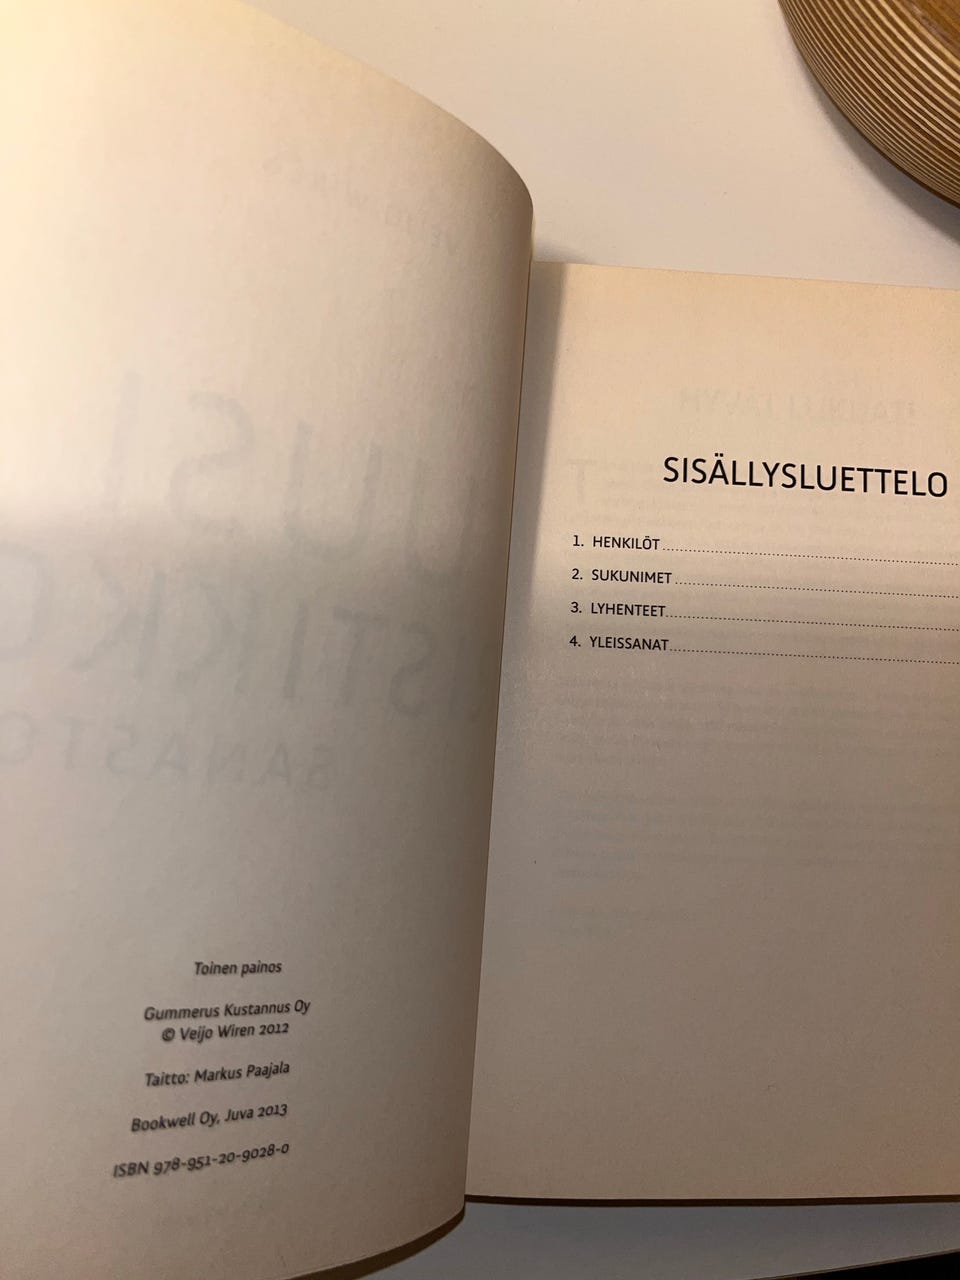 Toinen painos
Gummerus Kustannus Oy
© Veijo Wiren 2012
Taitto: Markus Paajala
Bookwell Oy, Juva 2013
ISBN 978-951-20-9028-0
SISÄLLYSLUETTELO
1. HENKILÖT
2. SUKUNIMET
3. LYHENTEET
4. YLEISSANAT